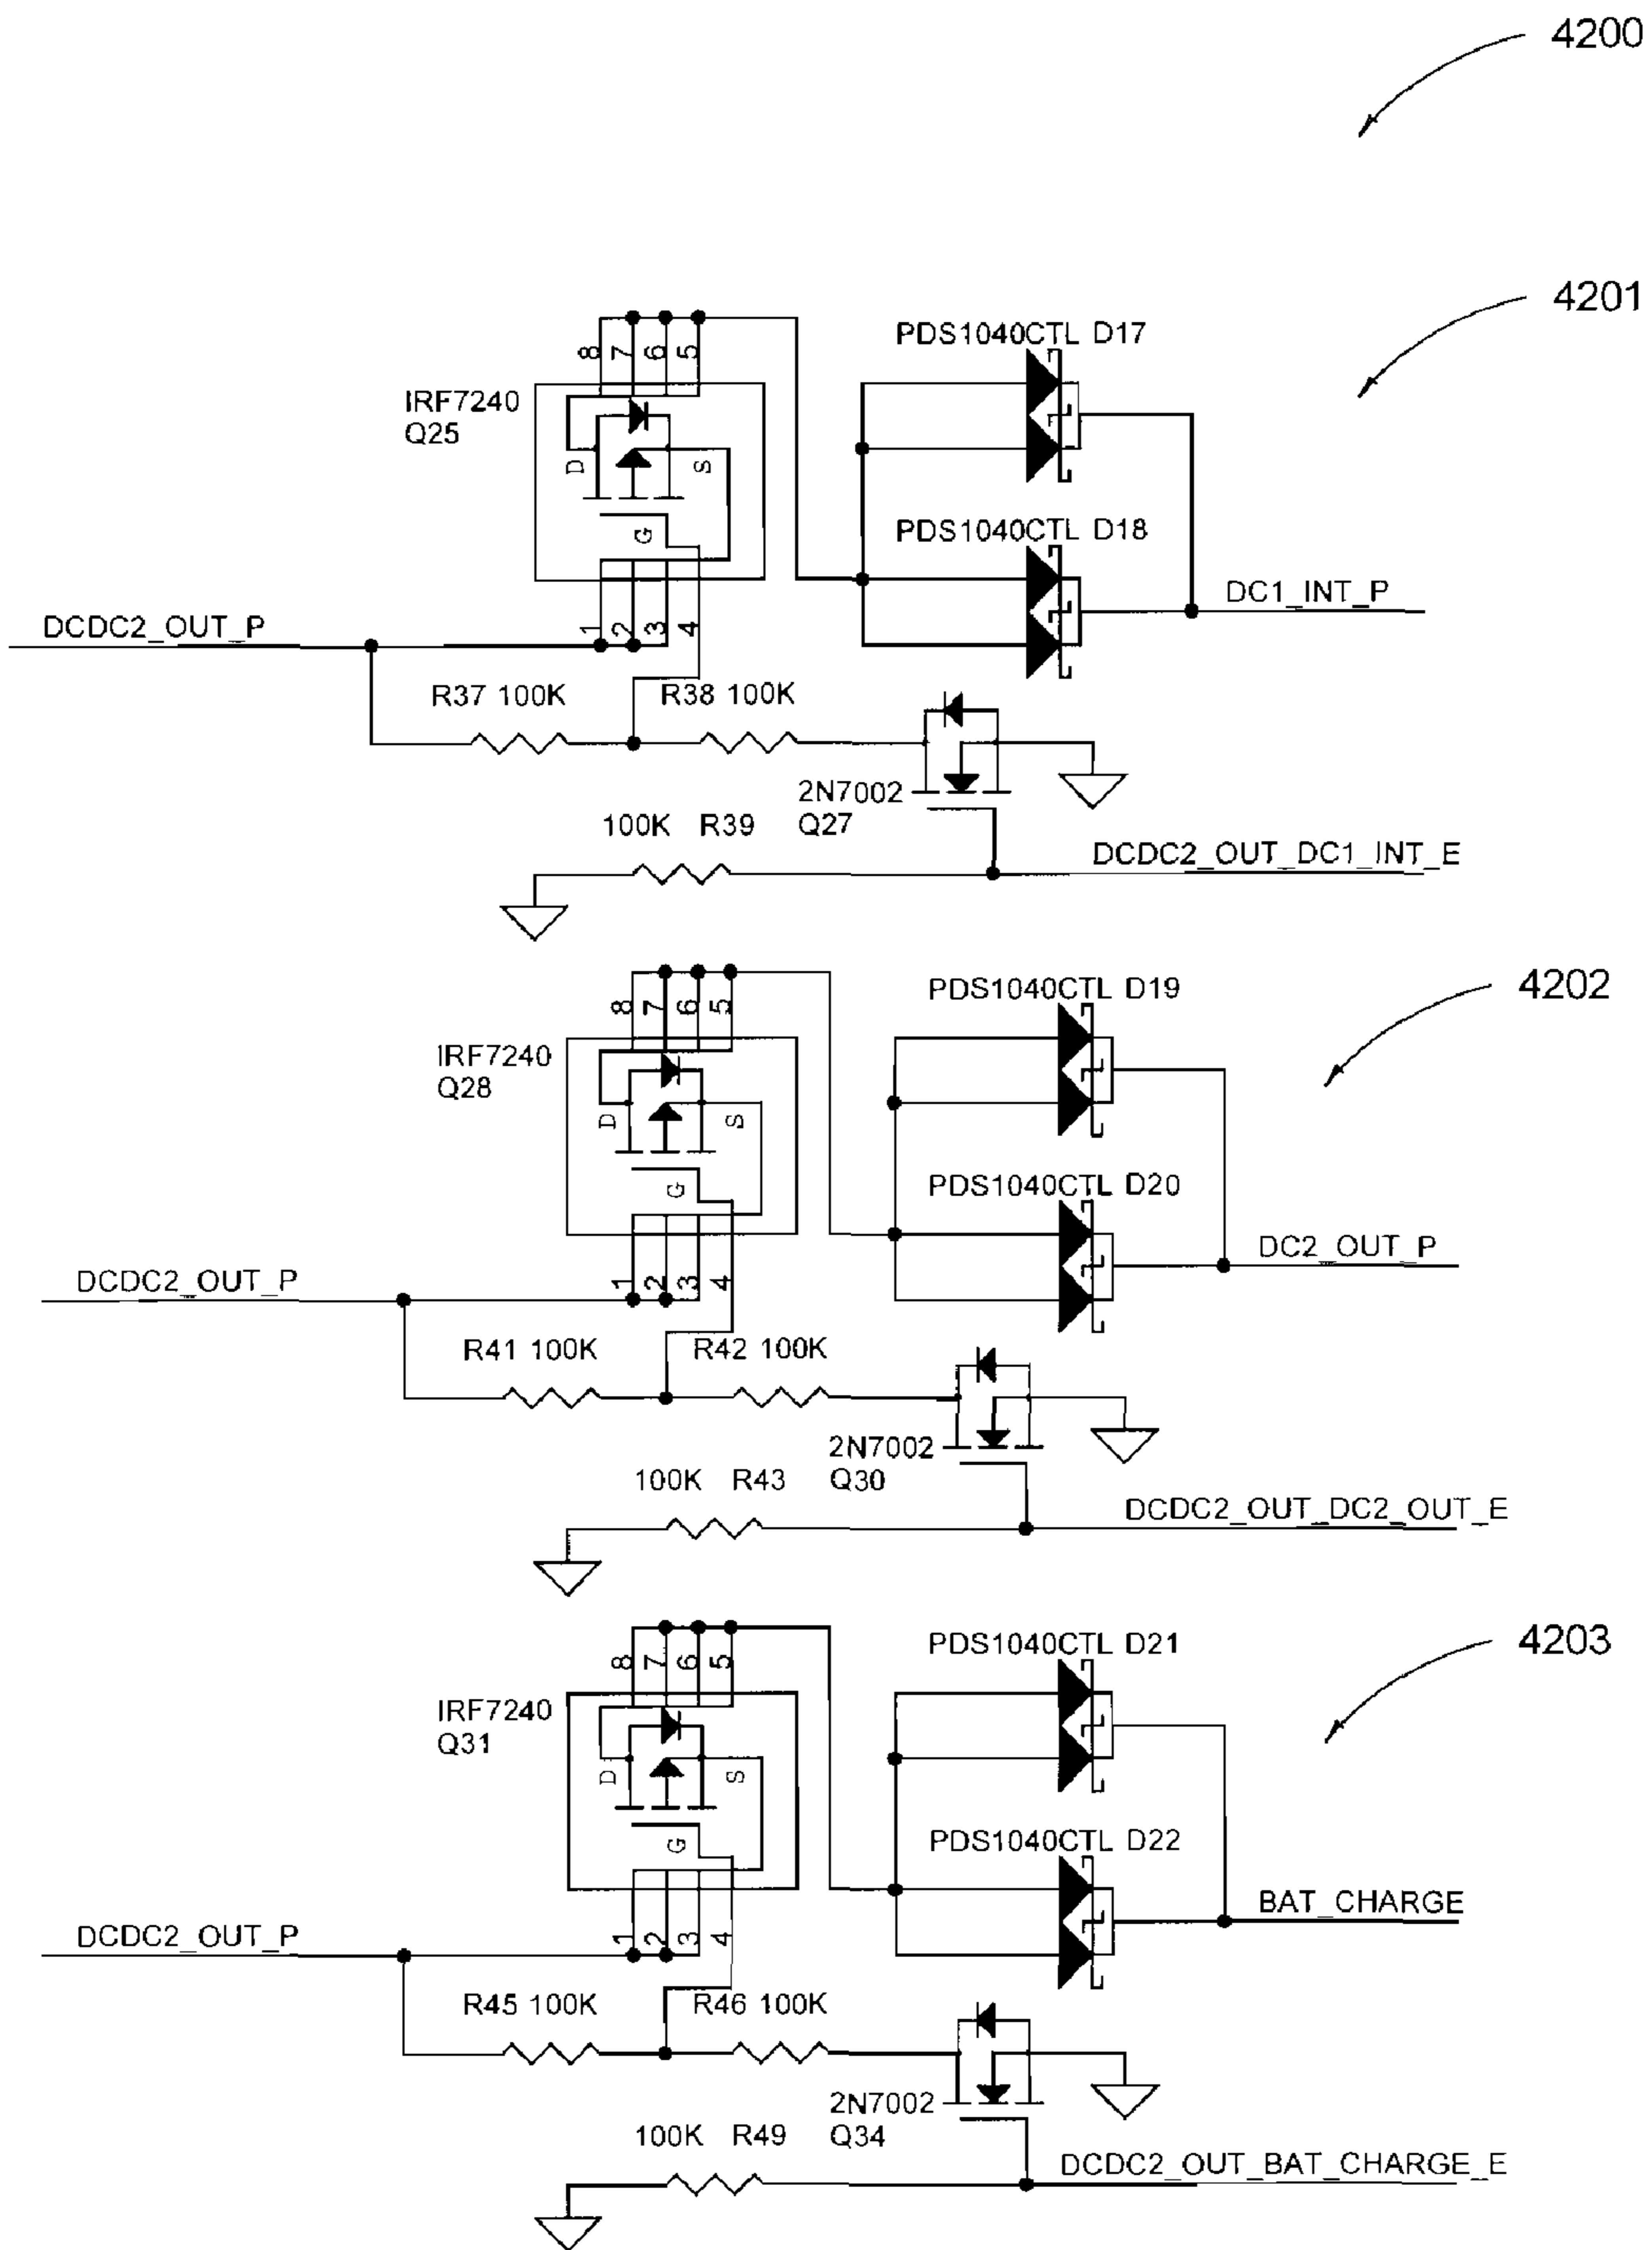 4200
4201
PDS1040CTL D17
8 7 6 5
IRF7240
Q25
D S
G
PDS1040CTL D18
DC1_INT_P
DCDC2_OUT_P
1 2 3 4
R37 100K R38 100K
2N7002
Q27
100K R39
DCDC2_OUT_DC1_INT_E
4202
PDS1040CTL D19
8 7 6 5
IRF7240
Q28
D S
G
PDS1040CTL D20
DC2_OUT_P
DCDC2_OUT_P
1 2 3 4
R41 100K R42 100K
2N7002
Q30
100K R43
DCDC2_OUT_DC2_OUT_E
4203
PDS1040CTL D21
8 7 6 5
IRF7240
Q31
D S
G
PDS1040CTL D22
BAT_CHARGE
DCDC2_OUT_P
1 2 3 4
R45 100K R46 100K
2N7002
Q34
100K R49
DCDC2_OUT_BAT_CHARGE_E